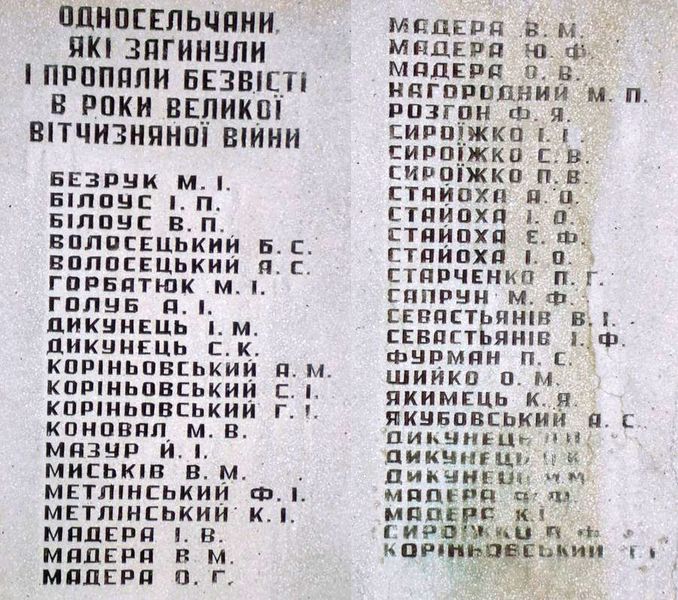 ОДНОСЕЛЬЧАНИ,
ЯКІ ЗАГИНУЛИ
І ПРОПАЛИ БЕЗВІСТІ
В РОКИ ВЕЛИКОЇ
ВІТЧИЗНЯНОЇ ВІЙНИ
БЕЗРУК М. І.
БІЛОУС І. П.
БІЛОУС В. П.
ВОЛОСЕЦЬКИЙ Б. С.
ВОЛОСЕЦЬКИЙ А. С.
ГОРБАТЮК М. І.
ГОЛУБ А. І.
ДИКУНЕЦЬ І. М.
ДИКУНЕЦЬ С. К.
КОРІНЬОВСЬКИЙ А. М.
КОРІНЬОВСЬКИЙ С. І.
КОРІНЬОВСЬКИЙ Г. І.
КОНОВАЛ М. В.
МАЗУР Й. І.
МИСЬКІВ В. М.
МЕТЛІНСЬКИЙ Ф. І.
МЕТЛІНСЬКИЙ К. І.
МАДЕРА І. В.
МАДЕРА В. М.
МАДЕРА О. Г.
МАДЕРА В. М.
МАДЕРА Ю. Ф.
МАДЕРА О. В.
НАГОРОДНИЙ М. П.
РОЗГОН Ф. Я.
СИРОЇЖКО І. І.
СИРОЇЖКО С. В.
СИРОЇЖКО П. В.
СТАЙОХА А. О.
СТАЙОХА І. О.
СТАЙОХА Є. Ф.
СТАЙОХА І. О.
СТАРЧЕНКО П. Г.
САПРУН М. Ф.
СЕВАСТЬЯНІВ В. І.
СЕВАСТЬЯНІВ І. Ф.
ФУРМАН П. С.
ШИЙКО О. М.
ЯКИМЕЦЬ К. Я.
ЯКУБОВСЬКИЙ А. С.
ДИКУНЕЦЬ
ДИКУНЕЦЬ
ДИКУНЕЦЬ
МАДЕРА
МАДЕРА К. І.
СИРОЇЖКО П. Ф.
КОРІНЬОВСЬКИЙ Г. І.